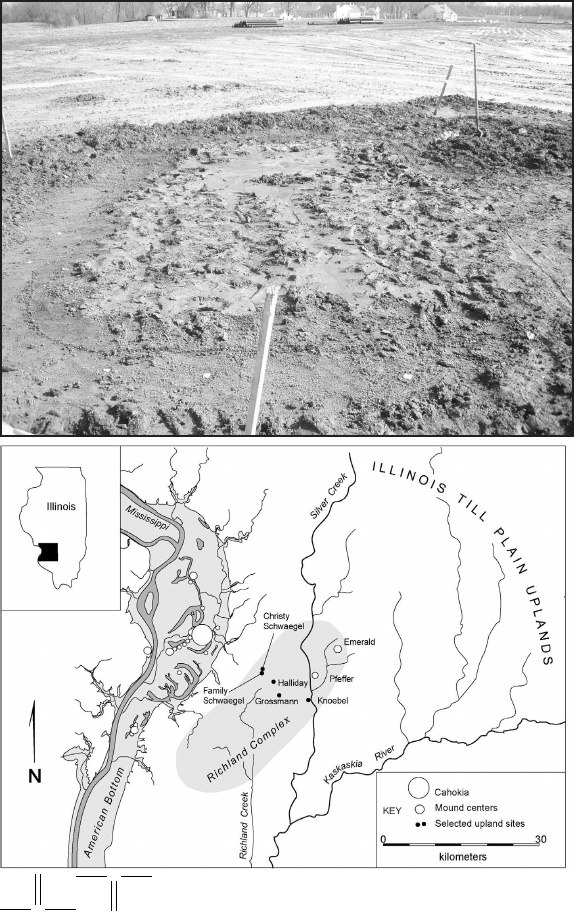 Illinois
Mississippi
Silver Creek
ILLINOIS TILL PLAIN UPLANDS
Christy
Schwaegel
Emerald
Halliday
Pfeffer
Family
Schwaegel
Grossmann
Knoebel
Richland Complex
Kaskaskia River
N
American Bottom
Richland Creek
KEY
Cahokia
Mound centers
Selected upland sites
0 30
kilometers